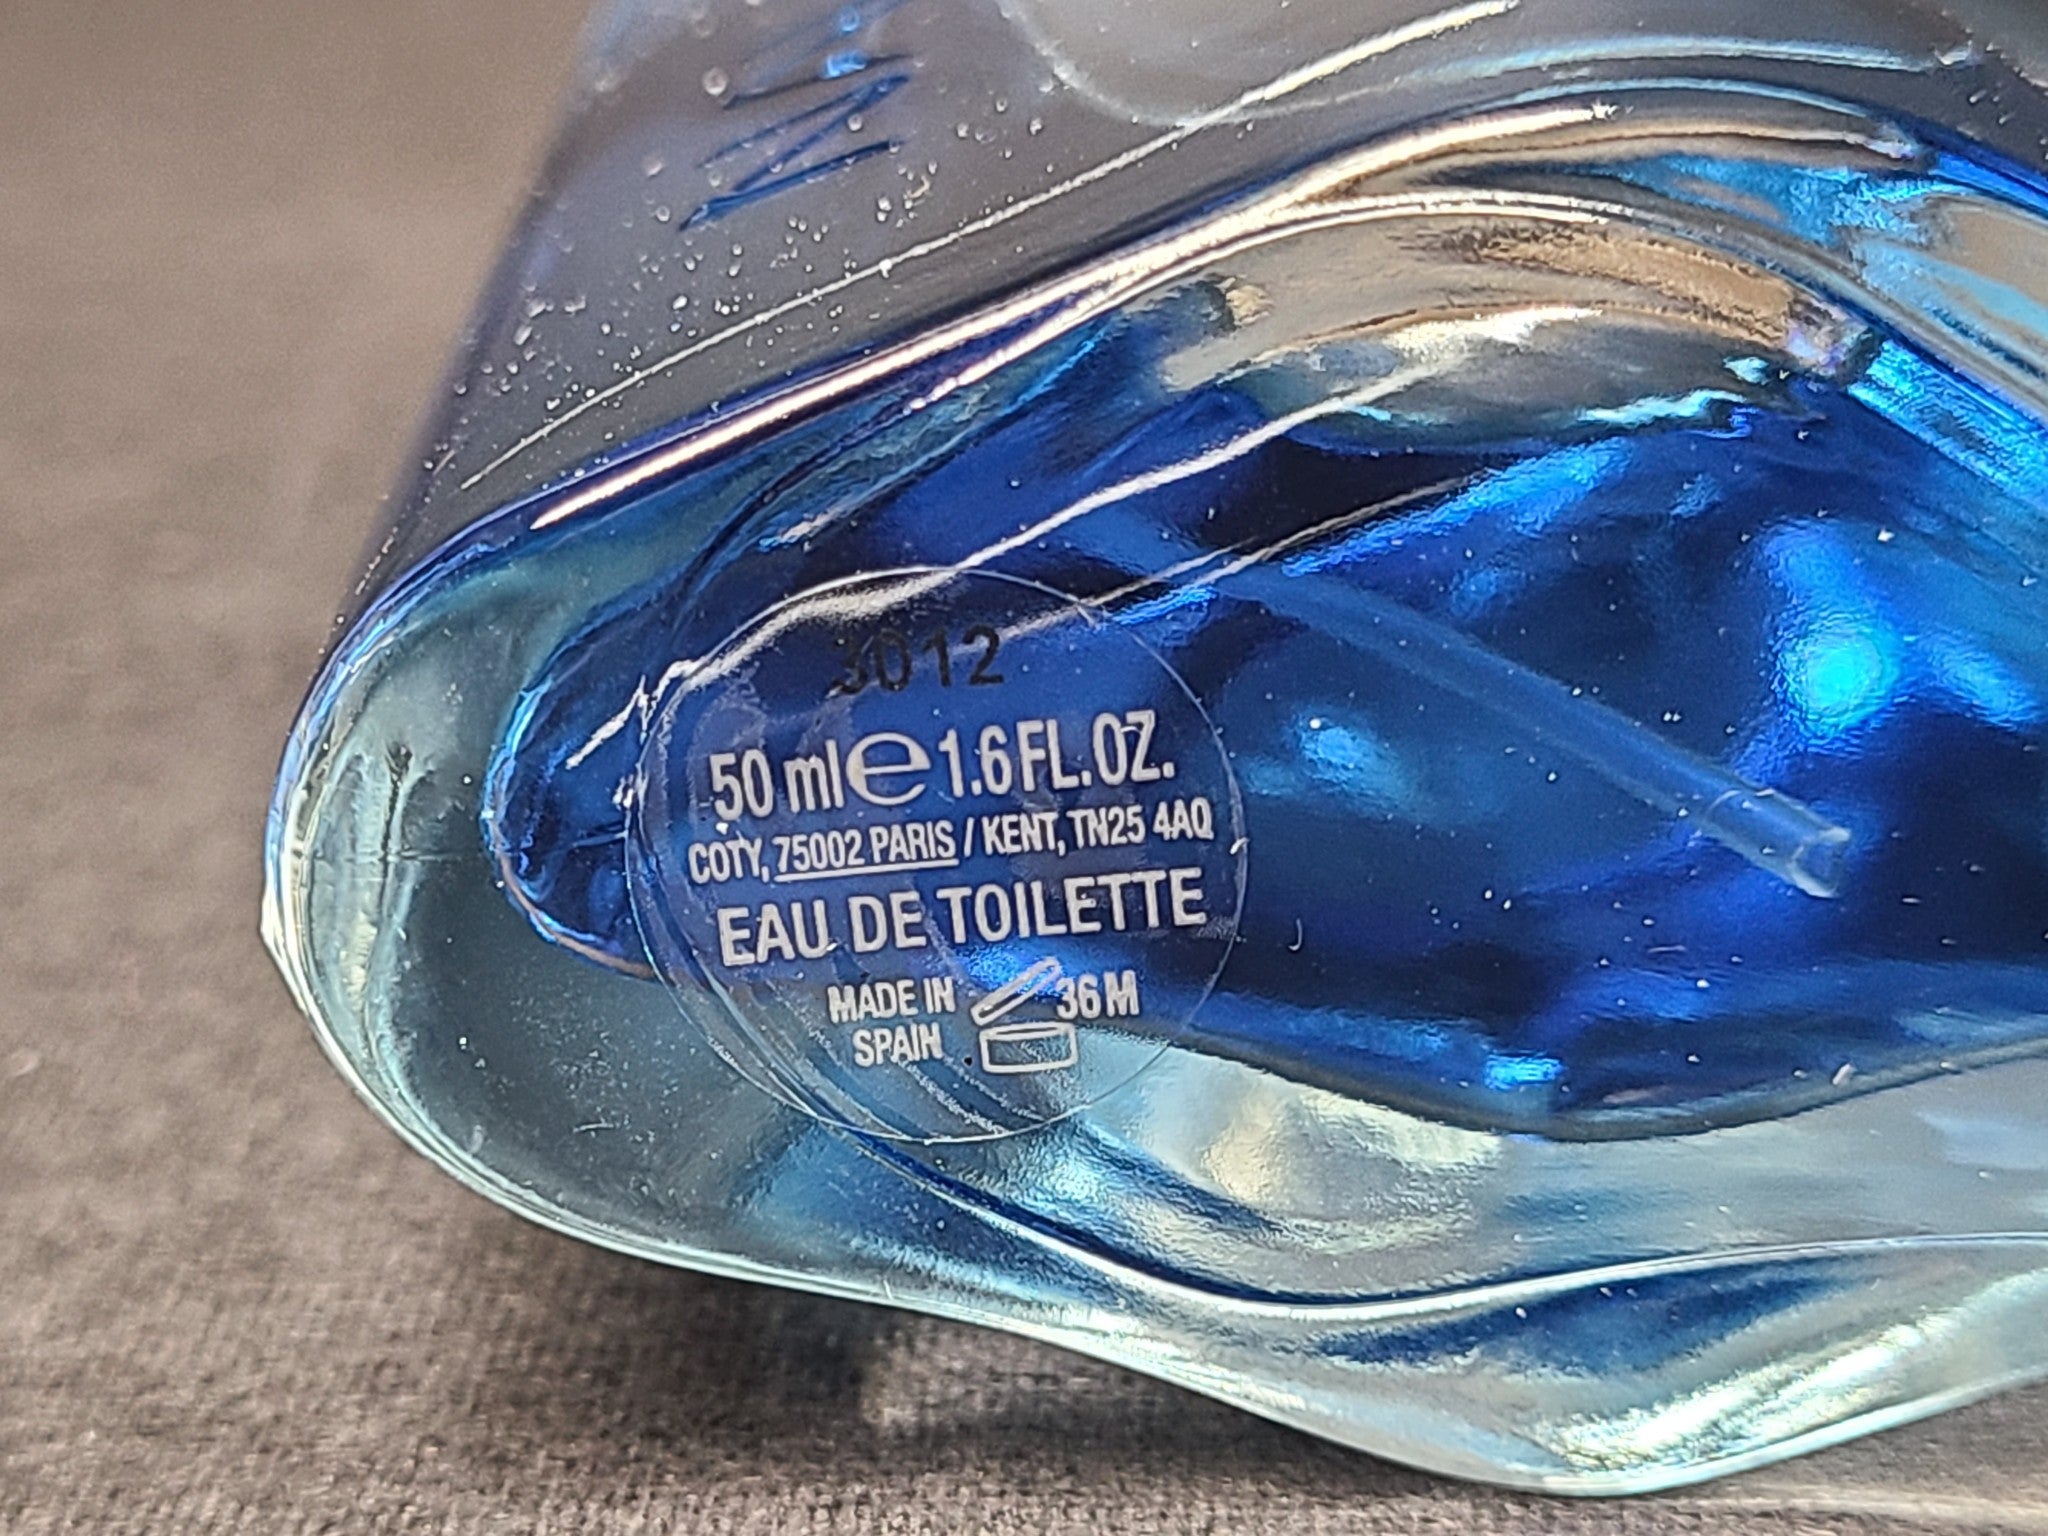 3012
50 ml e 1.6 FL. OZ.
COTY, 75002 PARIS / KENT, TN25 4AQ
EAU DE TOILETTE
MADE IN 36 M
SPAIN